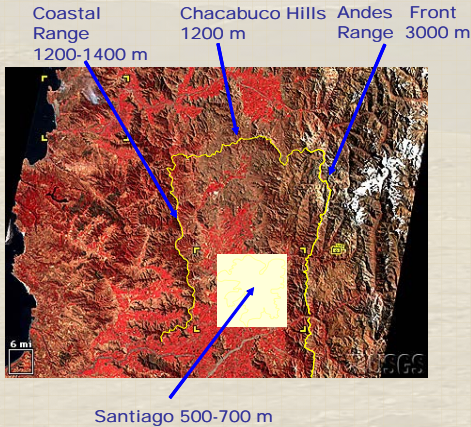 Coastal
Range
1200-1400 m
Chacabuco Hills
1200 m
Andes Front
Range 3000 m
6 mi
USGS
Santiago 500-700 m